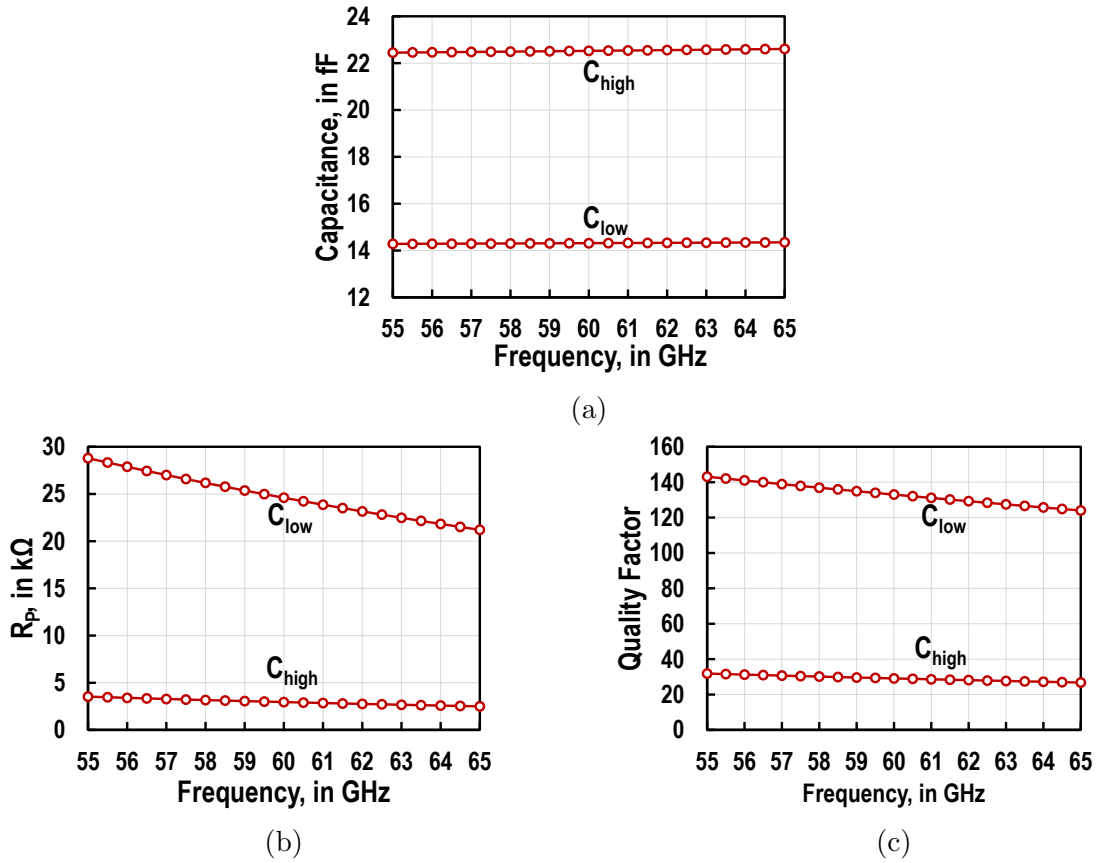 24
22
20
18
16
14
12
Capacitance, in fF
C_high
C_low
55 56 57 58 59 60 61 62 63 64 65
Frequency, in GHz
(a)
30
25
20
15
10
5
0
R_P, in kΩ
C_low
C_high
55 56 57 58 59 60 61 62 63 64 65
Frequency, in GHz
(b)
160
140
120
100
80
60
40
20
0
Quality Factor
C_low
C_high
55 56 57 58 59 60 61 62 63 64 65
Frequency, in GHz
(c)